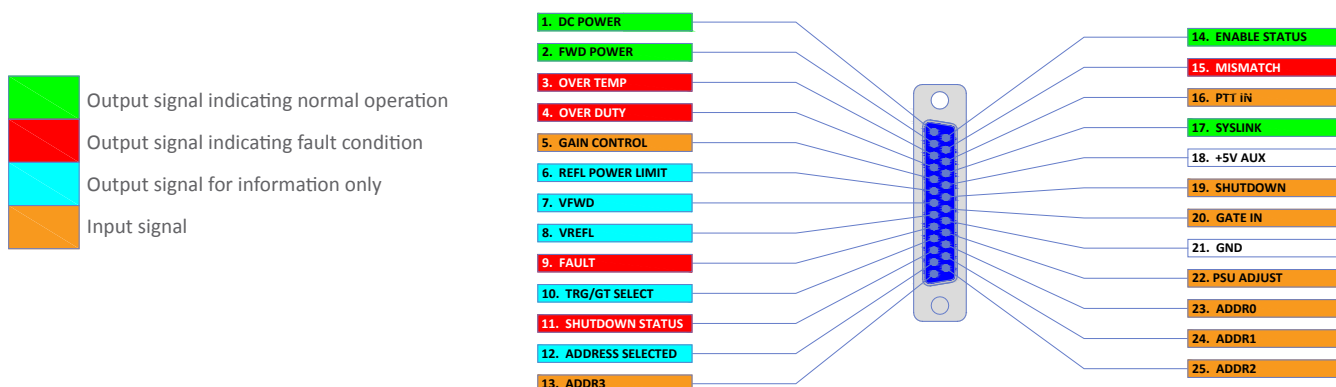 Output signal indicating normal operation
Output signal indicating fault condition
Output signal for information only
Input signal
1. DC POWER
2. FWD POWER
3. OVER TEMP
4. OVER DUTY
5. GAIN CONTROL
6. REFL POWER LIMIT
7. VFWD
8. VREFL
9. FAULT
10. TRG/GT SELECT
11. SHUTDOWN STATUS
12. ADDRESS SELECTED
13. ADDR3
14. ENABLE STATUS
15. MISMATCH
16. PTT IN
17. SYSLINK
18. +5V AUX
19. SHUTDOWN
20. GATE IN
21. GND
22. PSU ADJUST
23. ADDR0
24. ADDR1
25. ADDR2